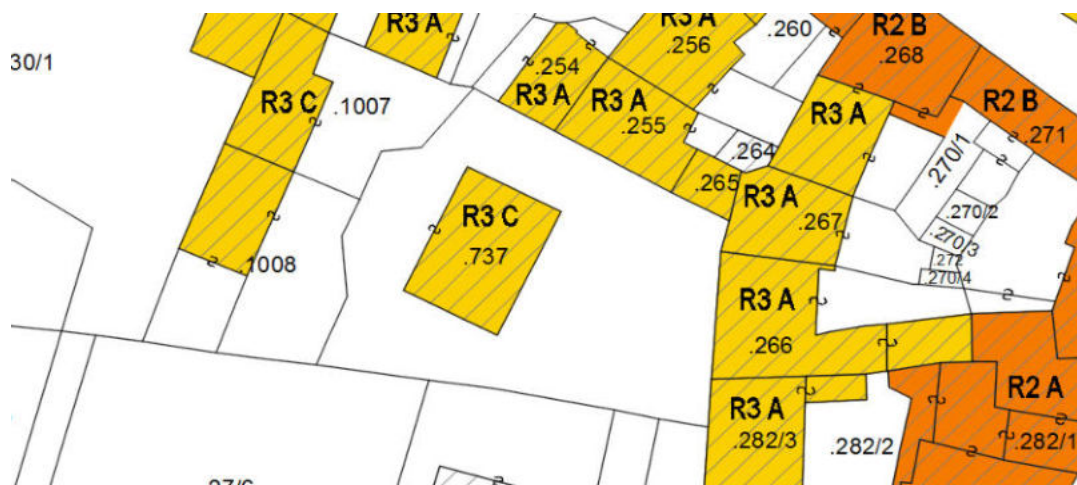 R3 A
R3 A
.256
.260
R2 B
.268
30/1
.254
R3 A
R3 C
.1007
R3 A
.255
R3 A
R2 B
.271
.264
.270/1
.265
R3 A
.267
.270/2
.270/3
.272
.270/4
R3 C
.737
.1008
R3 A
.266
R2 A
R3 A
.282/3
.282/2
.282/1